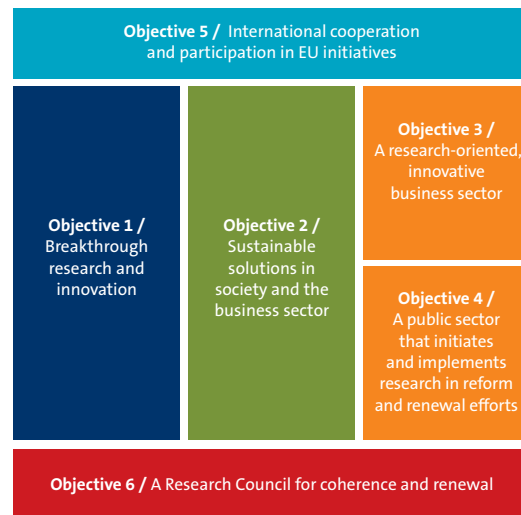 Objective 5 / International cooperation
and participation in EU initiatives
Objective 1 /
Breakthrough
research and
innovation
Objective 2 /
Sustainable
solutions in
society and the
business sector
Objective 3 /
A research-oriented,
innovative
business sector
Objective 4 /
A public sector
that initiates
and implements
research in reform
and renewal efforts
Objective 6 / A Research Council for coherence and renewal